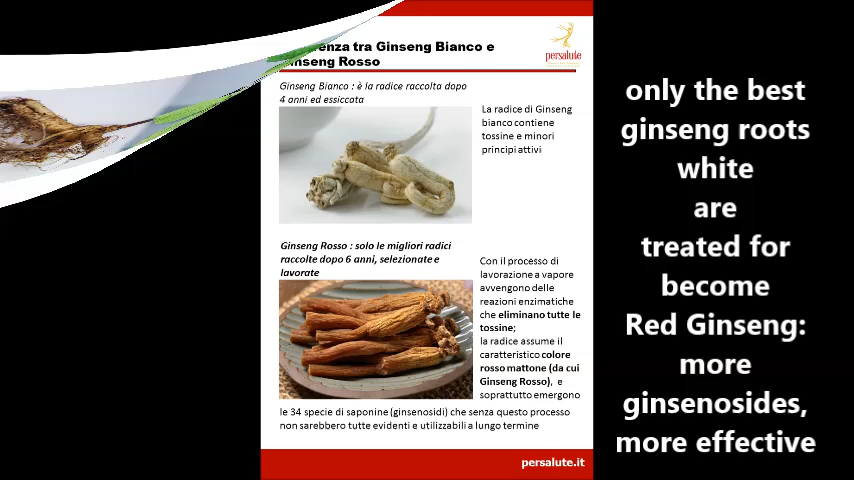 enza tra Ginseng Bianco e
nseng Rosso
persalute
Ginseng Bianco : è la radice raccolta dopo
4 anni ed essiccata
La radice di Ginseng
bianco contiene
tossine e minori
principi attivi
Ginseng Rosso : solo le migliori radici
raccolte dopo 6 anni, selezionate e
lavorate
Con il processo di
lavorazione a vapore
avvengono delle
reazioni enzimatiche
che eliminano tutte le
tossine;
la radice assume il
caratteristico colore
rosso mattone (da cui
Ginseng Rosso), e
soprattutto emergono
le 34 specie di saponine (ginsenosidi) che senza questo processo
non sarebbero tutte evidenti e utilizzabili a lungo termine
persalute.it
only the best
ginseng roots
white
are
treated for
become
Red Ginseng:
more
ginsenosides,
more effective